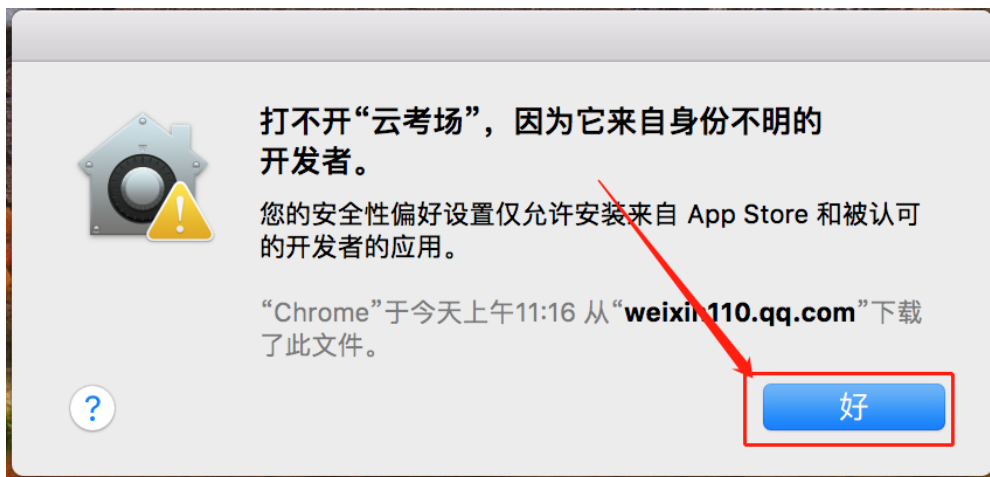 打不开“云考场”，因为它来自身份不明的
开发者。
您的安全性偏好设置仅允许安装来自 App Store 和被认可
的开发者的应用。
“Chrome”于今天上午11:16 从“weixin110.qq.com”下载
了此文件。
?
好